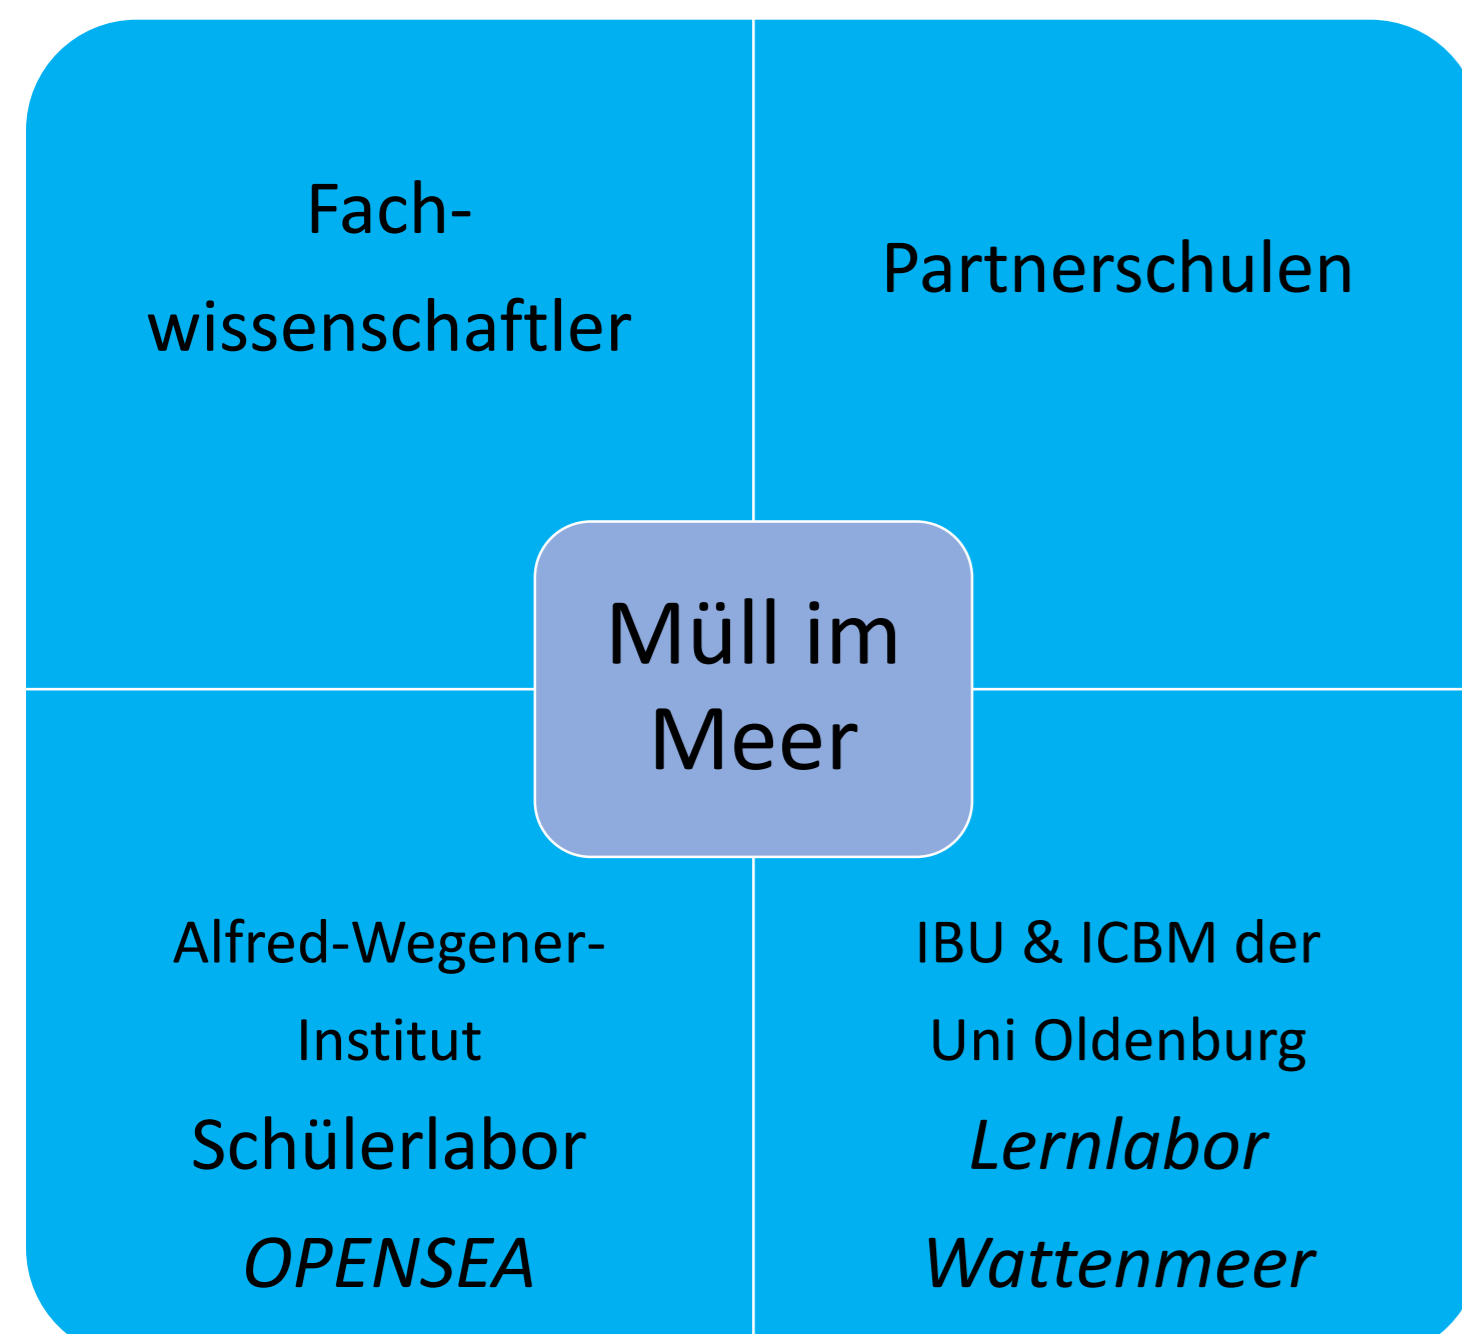 Fach-
wissenschaftler
Partnerschulen
Müll im
Meer
Alfred-Wegener-
Institut
Schülerlabor
OPENSEA
IBU & ICBM der
Uni Oldenburg
Lernlabor
Wattenmeer